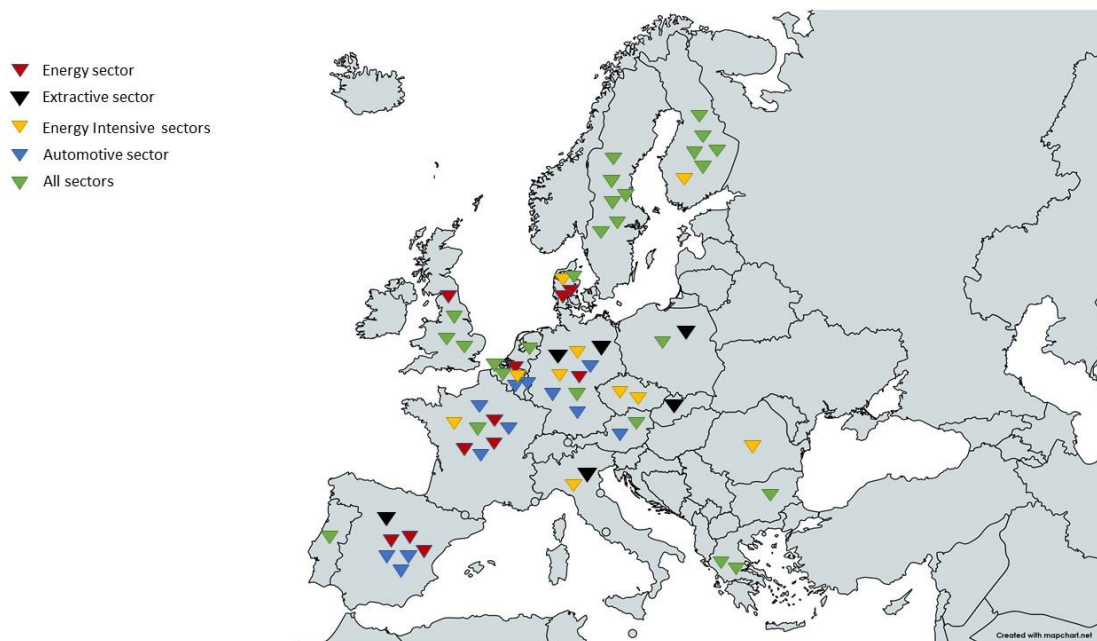 Energy sector
Extractive sector
Energy Intensive sectors
Automotive sector
All sectors
Created with mapchart.net